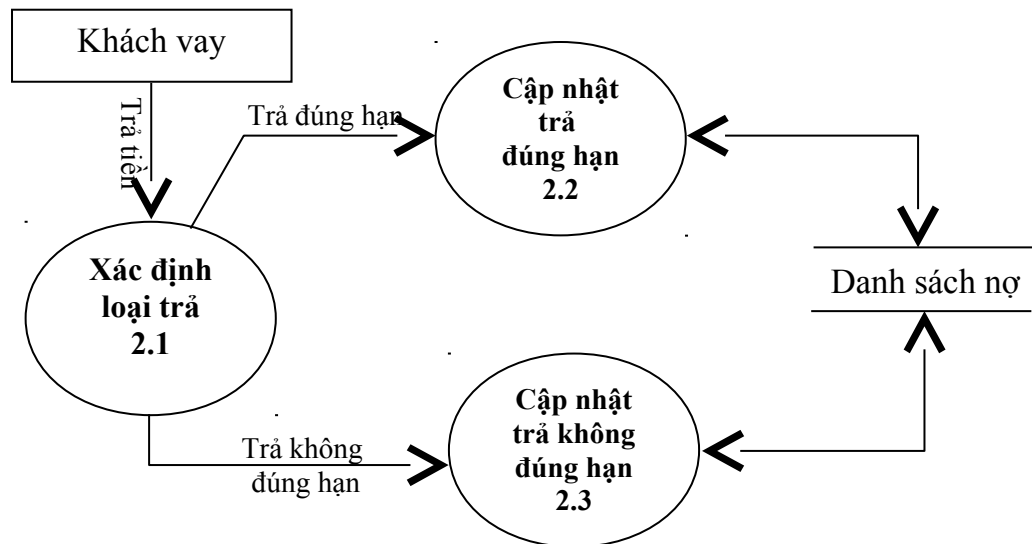 Khách vay
Trả tiền
Trả đúng hạn
Cập nhật
trả
đúng hạn
2.2
Xác định
loại trả
2.1
Danh sách nợ
Trả không
đúng hạn
Cập nhật
trả không
đúng hạn
2.3